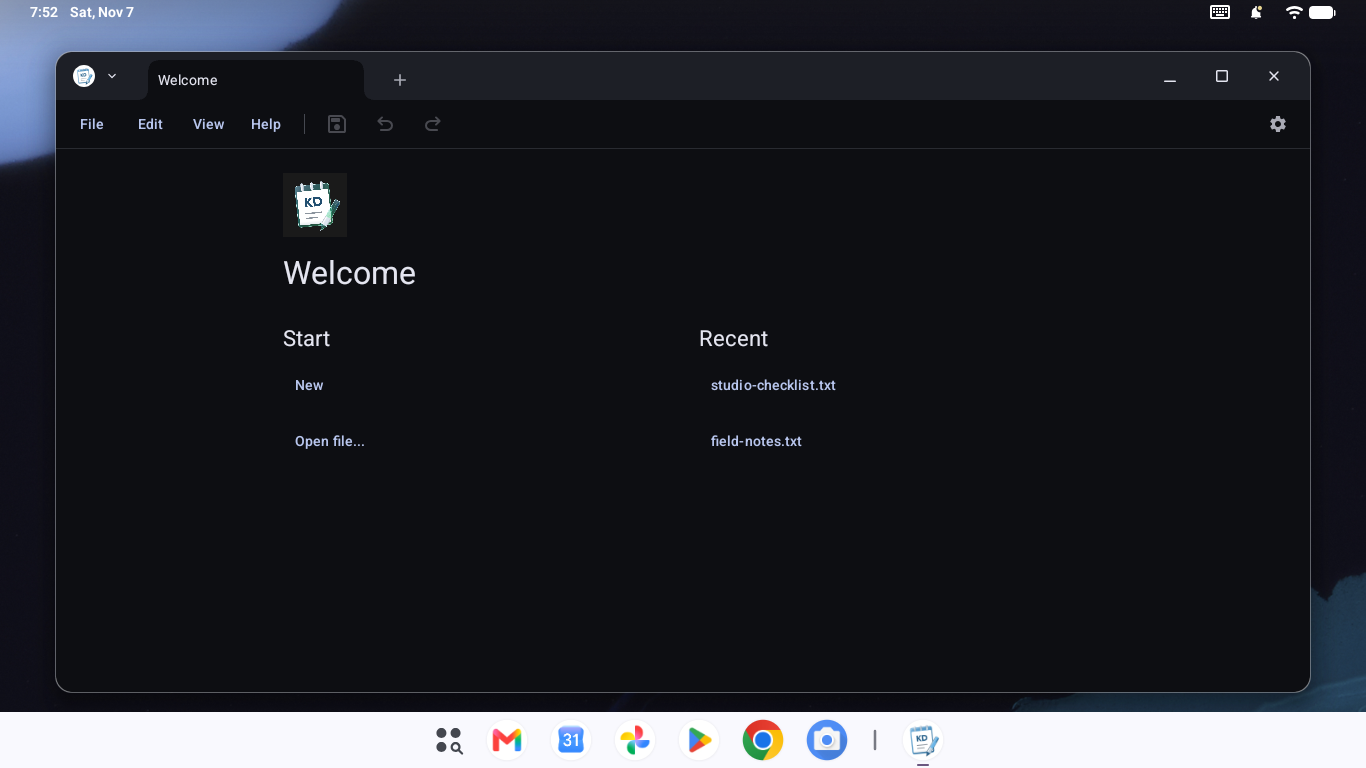 7:52 Sat, Nov 7
Welcome
File Edit View Help
KD
Welcome
Start
New
Open file...
Recent
studio-checklist.txt
field-notes.txt
31
KD